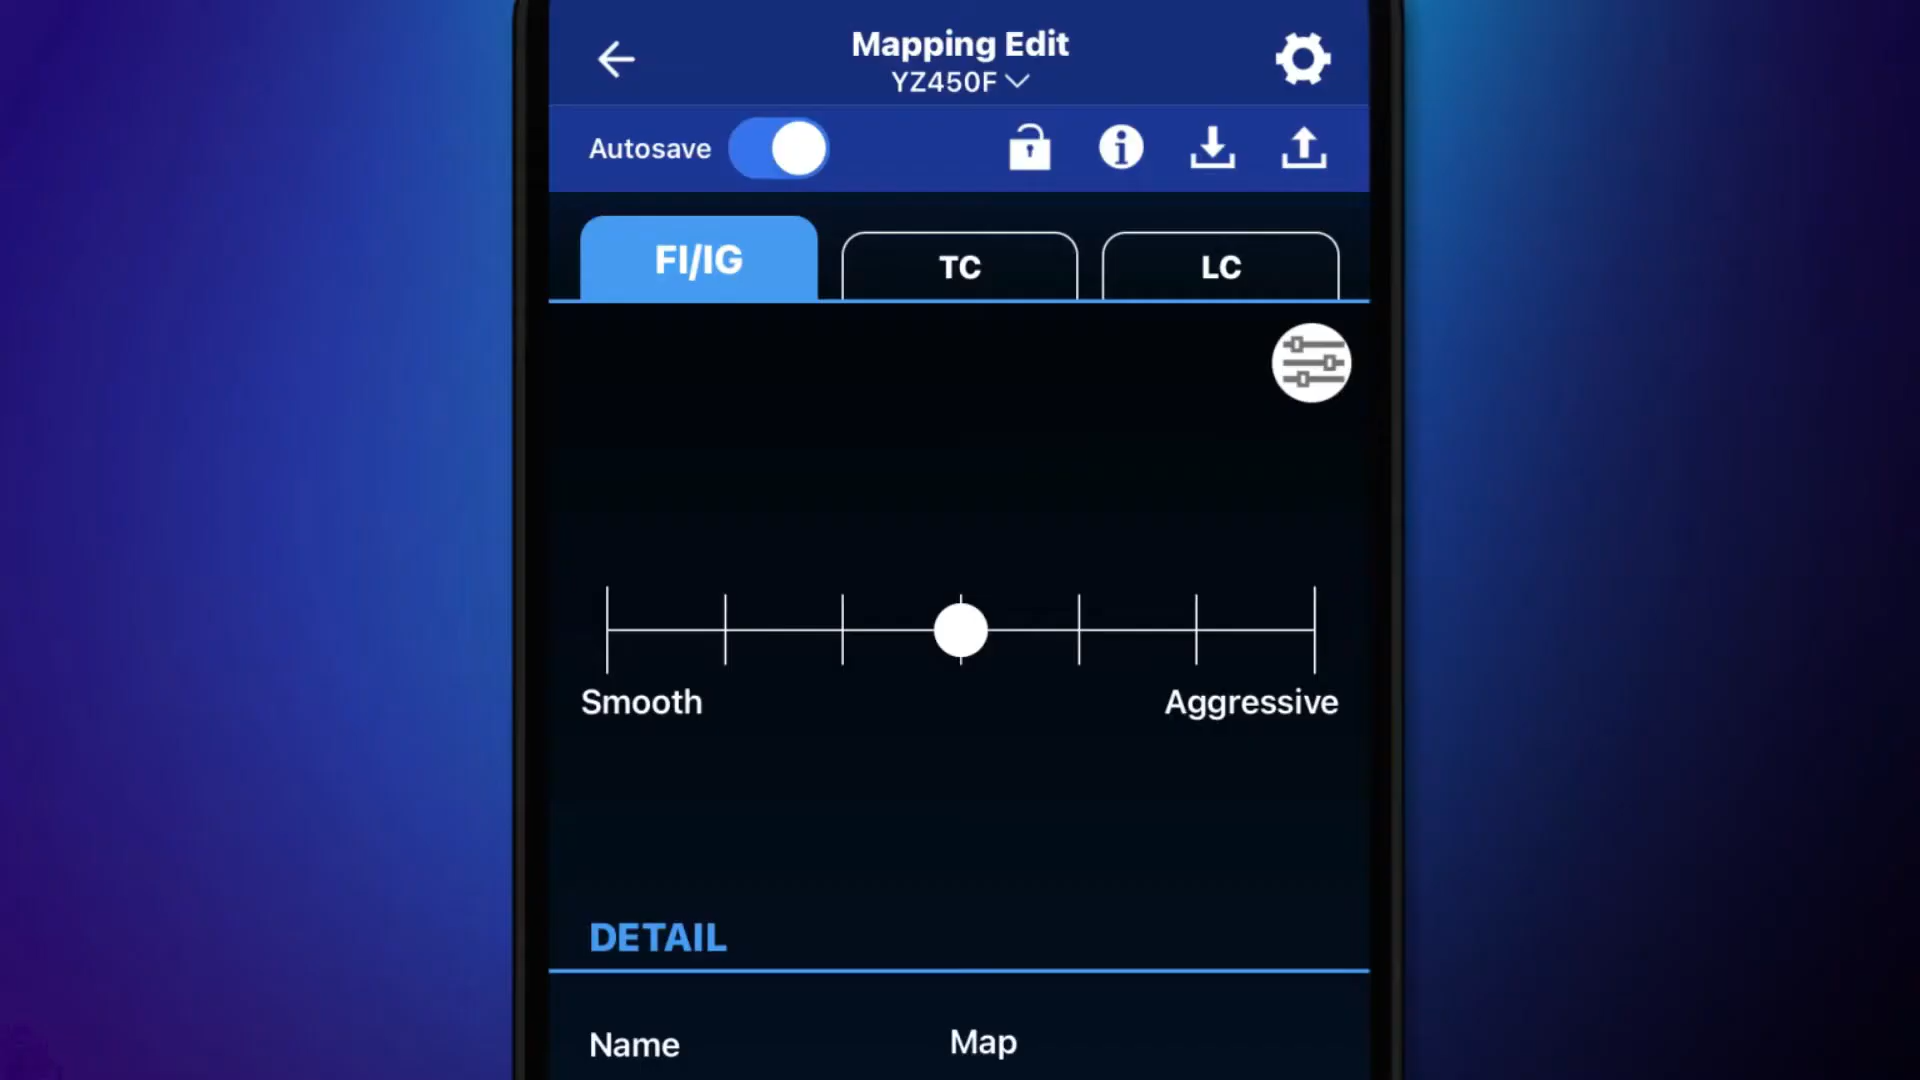 Mapping Edit
YZ450F
Autosave
FI/IG
TC
LC
Smooth
Aggressive
DETAIL
Name
Map